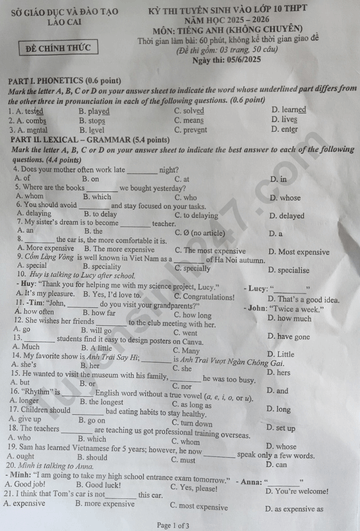 SỞ GIÁO DỤC VÀ ĐÀO TẠO
LÀO CAI
ĐỀ CHÍNH THỨC
KỲ THI TUYỂN SINH VÀO LỚP 10 THPT
NĂM HỌC 2025 – 2026
MÔN: TIẾNG ANH (KHÔNG CHUYÊN)
Thời gian làm bài: 60 phút, không kể thời gian giao đề
(Đề thi gồm: 03 trang, 50 câu)
Ngày thi: 05/6/2025
PART I. PHONETICS (0.6 point)
Mark the letter A, B, C or D on your answer sheet to indicate the word whose underlined part differs from
the other three in pronunciation in each of the following questions. (0.6 point)
1. A. tested B. played C. solved D. learned
2. A. combs B. stops C. means D. lives
3. A. mental B. level C. prevent D. enter
PART II. LEXICAL – GRAMMAR (5.4 points)
Mark the letter A, B, C or D on your answer sheet to indicate the best answer to each of the following
questions. (4.4 points)
4. Does your mother often work late ______ night?
A. of B. on C. at D. in
5. Where are the books ______ we bought yesterday?
A. whom B. which C. who D. whose
6. You should avoid ______ and stay focused on your tasks.
A. delaying B. to delay C. to delaying D. delayed
7. My sister's dream is to become ______ teacher.
A. an B. the C. Ø (no article) D. a
8. ______ the car is, the more comfortable it is.
A. More expensive B. The more expensive C. The most expensive D. Most expensive
9. Cốm Làng Vòng is well known in Viet Nam as a ______ of Ha Noi autumn.
A. special B. speciality C. specially D. specialise
10. Huy is talking to Lucy after school.
- Huy: "Thank you for helping me with my science project, Lucy." - Lucy: "______"
A. It's my pleasure. B. Yes, I'd love to. C. Congratulations! D. That's a good idea.
11. -Tim: "John, ______ do you visit your grandparents?" - John: "Twice a week."
A. how often B. how far C. how long D. how much
12. She wishes her friends ______ to the club meeting with her.
A. go B. will go C. went D. have gone
13. ______ students find it easy to design posters on Canva.
A. Much B. A little C. Many D. Little
14. My favorite show is Anh Trai Say Hi; ______ is Anh Trai Vượt Ngàn Chông Gai.
A. she's B. her C. she D. hers
15. He wanted to visit the museum with his family, ______ he was too busy.
A. but B. or C. nor D. and
16. "Rhythm" is ______ English word without a true vowel (a, e, i, o, or u).
A. longer B. the longest C. as long as D. long
17. Children should ______ bad eating habits to stay healthy.
A. give up B. go on C. turn down D. set up
18. The teachers ______ are teaching us got professional training overseas.
A. who B. which C. whom D. whose
19. Sam has learned Vietnamese for 5 years; however, he now ______ speak only a few words.
A. ought B. should C. must D. can
20. Minh is talking to Anna.
- Minh: "I am going to take my high school entrance exam tomorrow." - Anna: "______"
A. Good job! B. Good luck! C. Yes, please! D. You're welcome!
21. I think that Tom's car is not ______ this car.
A. expensive B. more expensive C. most expensive D. as expensive as
Page 1 of 3